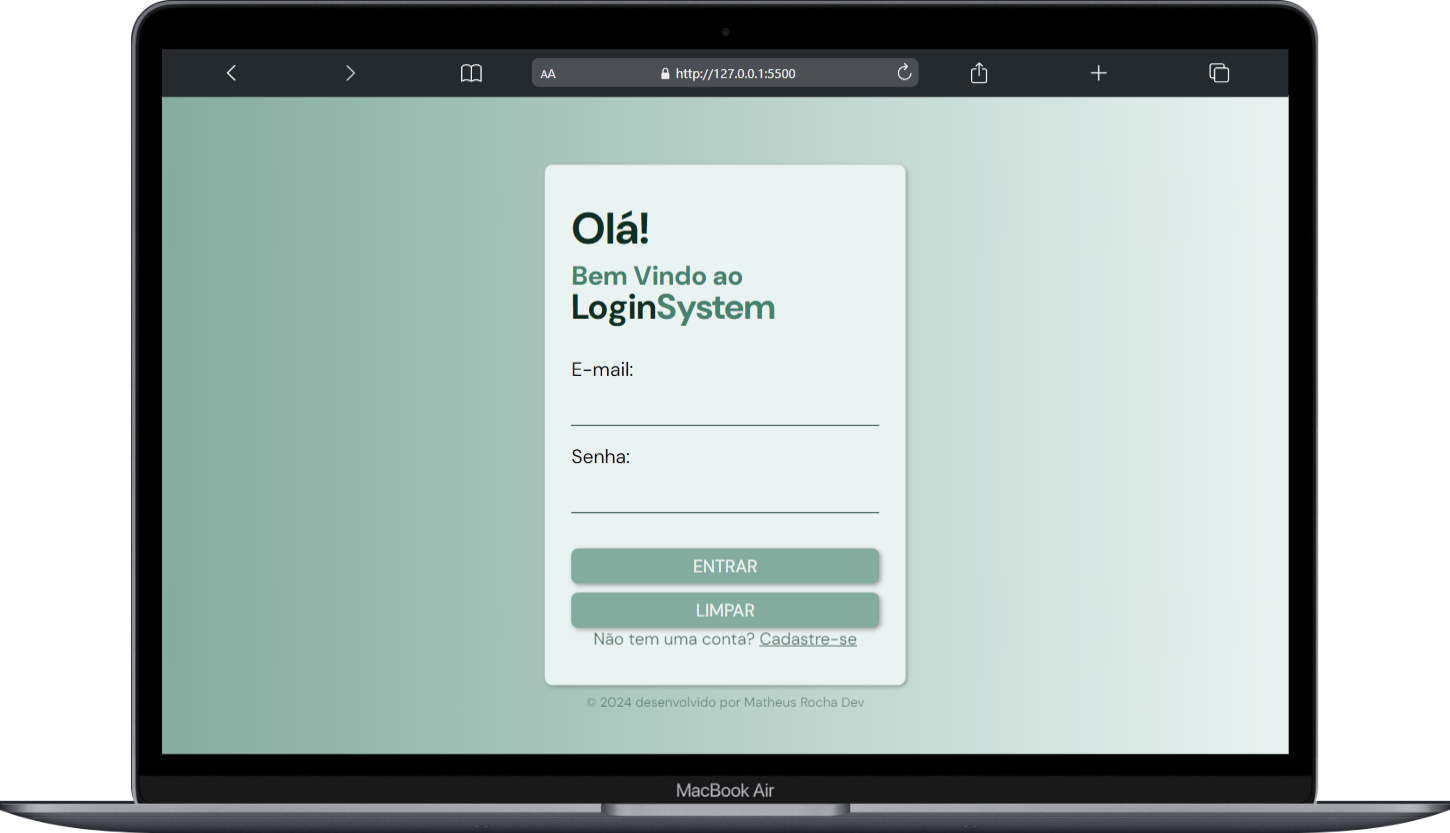 AA http://127.0.0.1:5500
Olá!
Bem Vindo ao
LoginSystem
E-mail:
Senha:
ENTRAR
LIMPAR
Não tem uma conta? Cadastre-se
© 2024 desenvolvido por Matheus Rocha Dev
MacBook Air